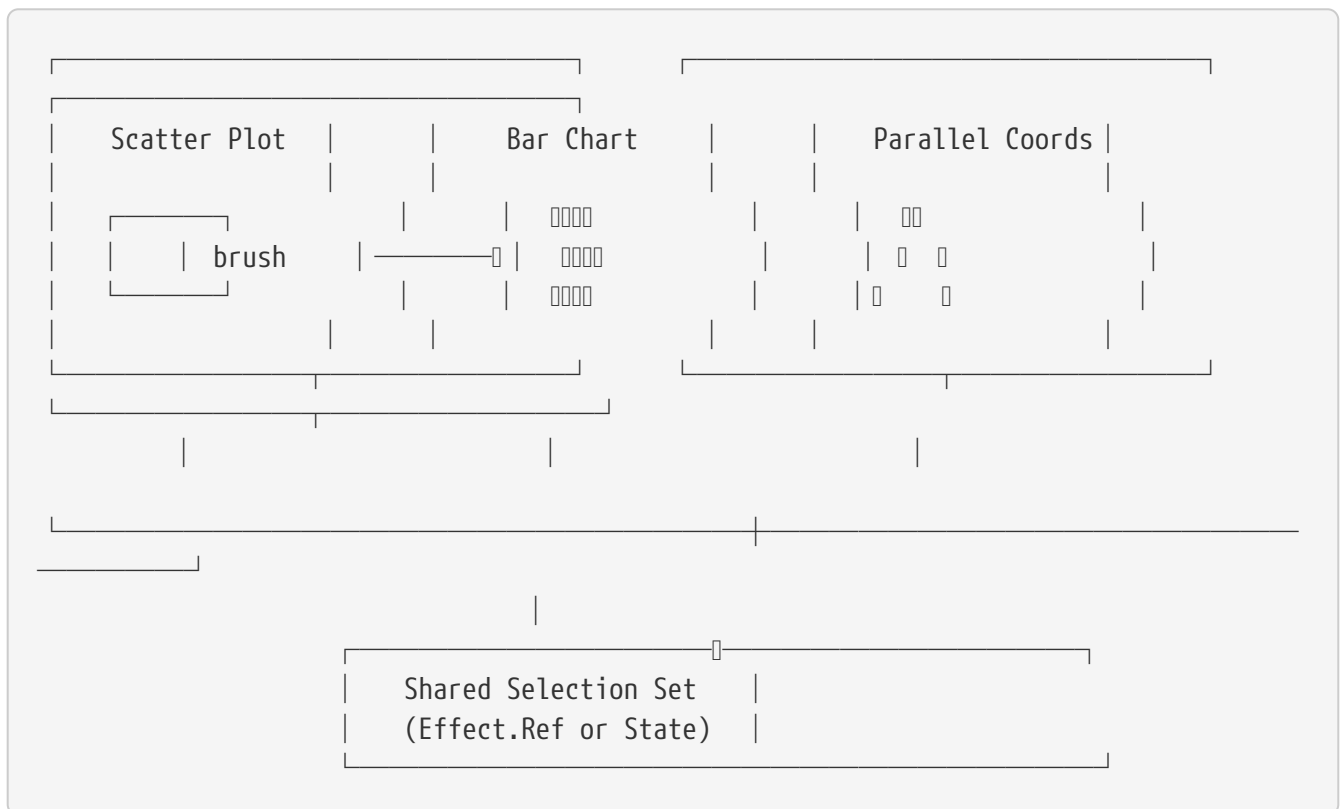 Scatter Plot Bar Chart Parallel Coords
brush
Shared Selection Set
(Effect.Ref or State)